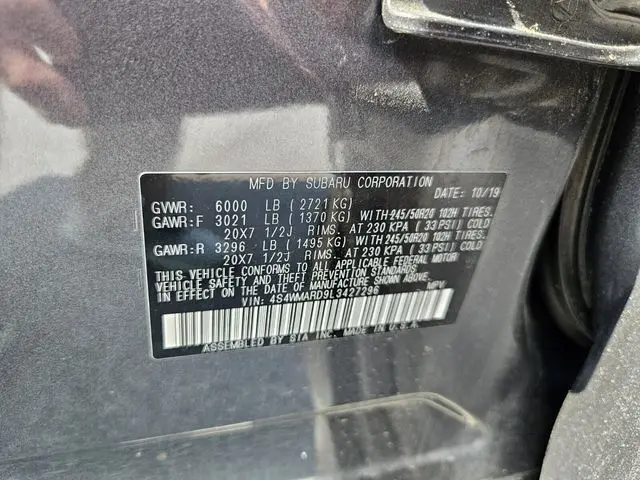 MFD BY SUBARU CORPORATION
DATE: 10/19
GVWR: 6000 LB (2721 KG)
GAWR:F 3021 LB (1370 KG) WITH 245/50R20 102H TIRES.
20X7 1/2J RIMS. AT 230 KPA (33 PSI) COLD
GAWR:R 3296 LB (1495 KG) WITH 245/50R20 102H TIRES.
20X7 1/2J RIMS. AT 230 KPA (33 PSI) COLD
THIS VEHICLE CONFORMS TO ALL APPLICABLE FEDERAL MOTOR
VEHICLE SAFETY AND THEFT PREVENTION STANDARDS
IN EFFECT ON THE DATE OF MANUFACTURE SHOWN ABOVE.
VIN: 4S4WMARD9L3427296 MPV
ASSEMBLED BY SIA INC. MADE IN U.S.A.